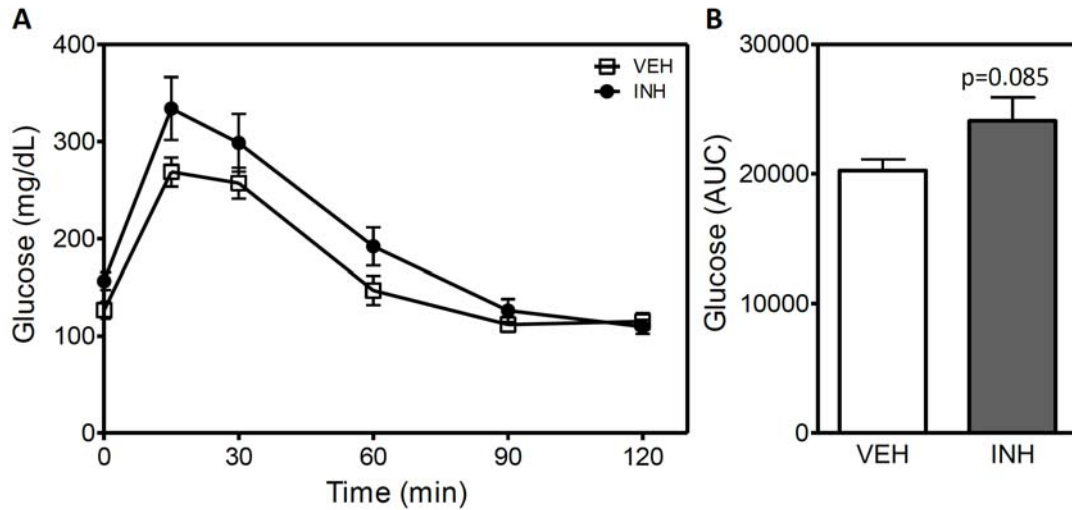 A
Glucose (mg/dL)
400
300
200
100
0
VEH
INH
0 30 60 90 120
Time (min)
B
Glucose (AUC)
30000
20000
10000
0
p=0.085
VEH INH